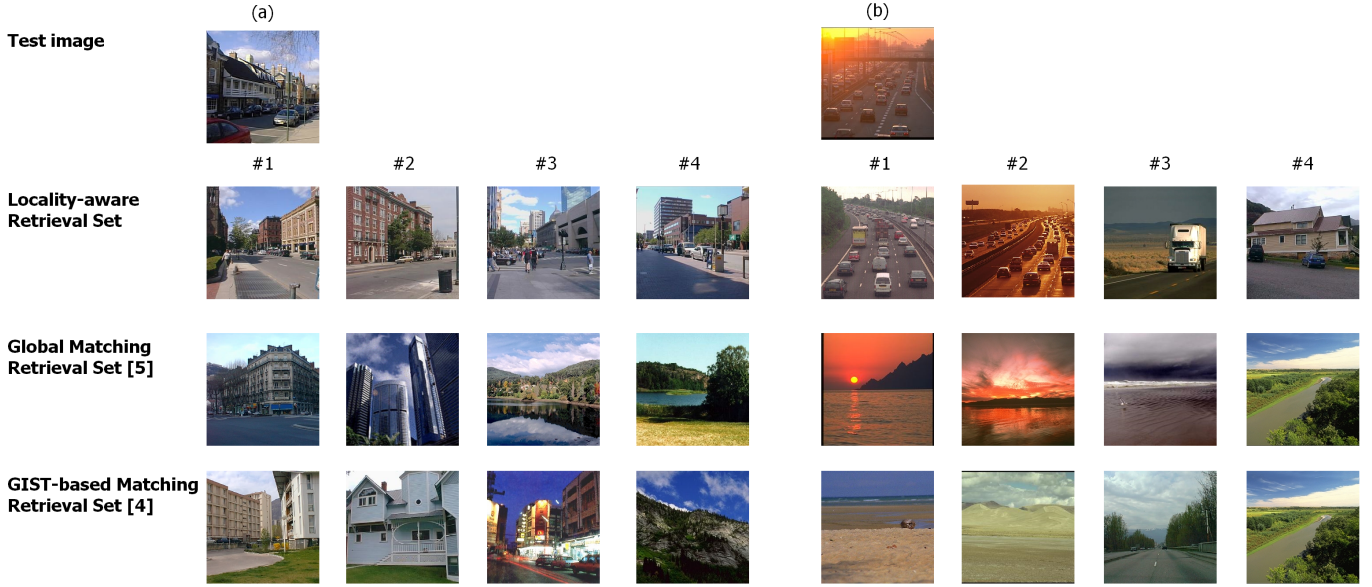 (a) (b)
Test image
#1 #2 #3 #4 #1 #2 #3 #4
Locality-aware
Retrieval Set
Global Matching
Retrieval Set [5]
GIST-based Matching
Retrieval Set [4]